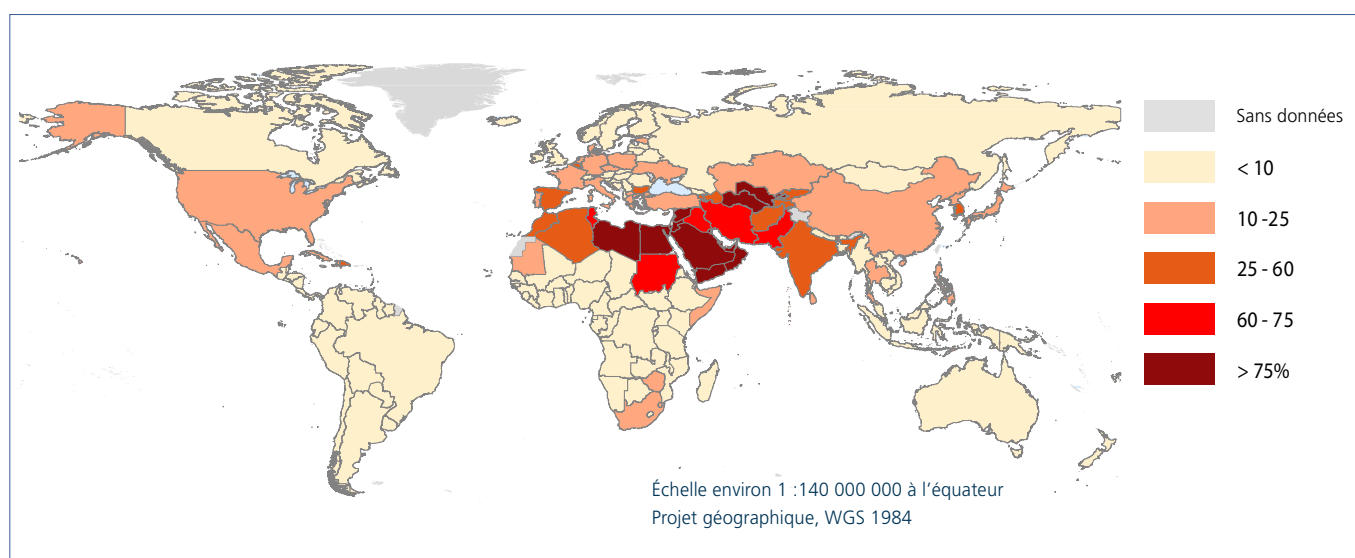 Sans données
< 10
10 -25
25 - 60
60 - 75
> 75%
Échelle environ 1 :140 000 000 à l’équateur
Projet géographique, WGS 1984